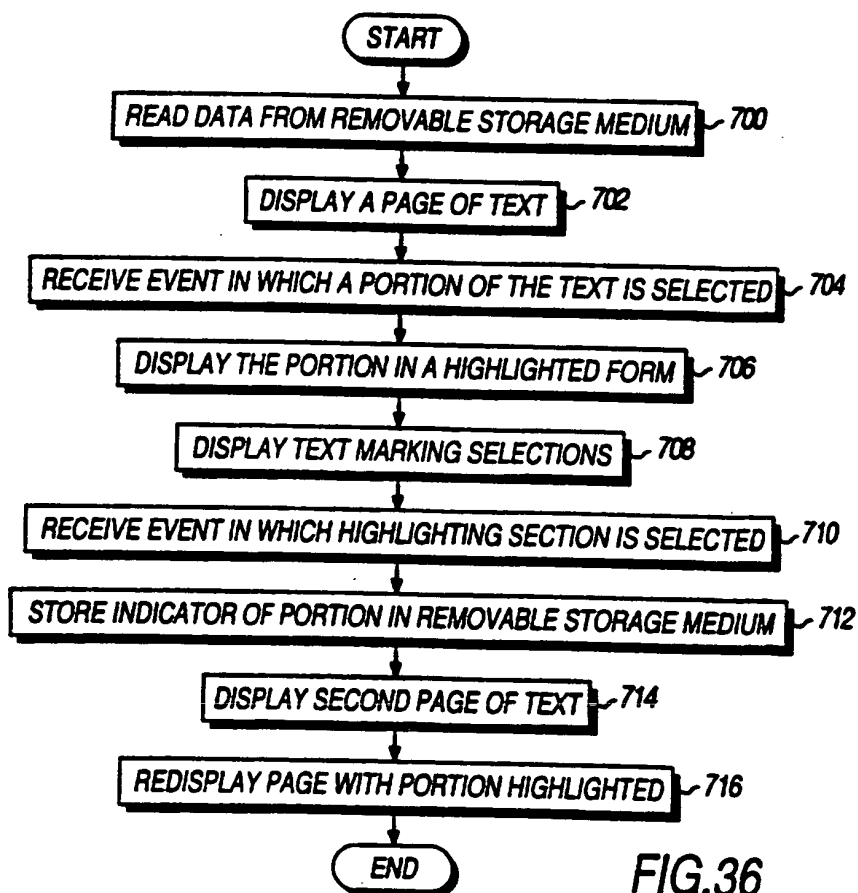 START
READ DATA FROM REMOVABLE STORAGE MEDIUM 700
DISPLAY A PAGE OF TEXT 702
RECEIVE EVENT IN WHICH A PORTION OF THE TEXT IS SELECTED 704
DISPLAY THE PORTION IN A HIGHLIGHTED FORM 706
DISPLAY TEXT MARKING SELECTIONS 708
RECEIVE EVENT IN WHICH HIGHLIGHTING SECTION IS SELECTED 710
STORE INDICATOR OF PORTION IN REMOVABLE STORAGE MEDIUM 712
DISPLAY SECOND PAGE OF TEXT 714
REDISPLAY PAGE WITH PORTION HIGHLIGHTED 716
END
FIG.36